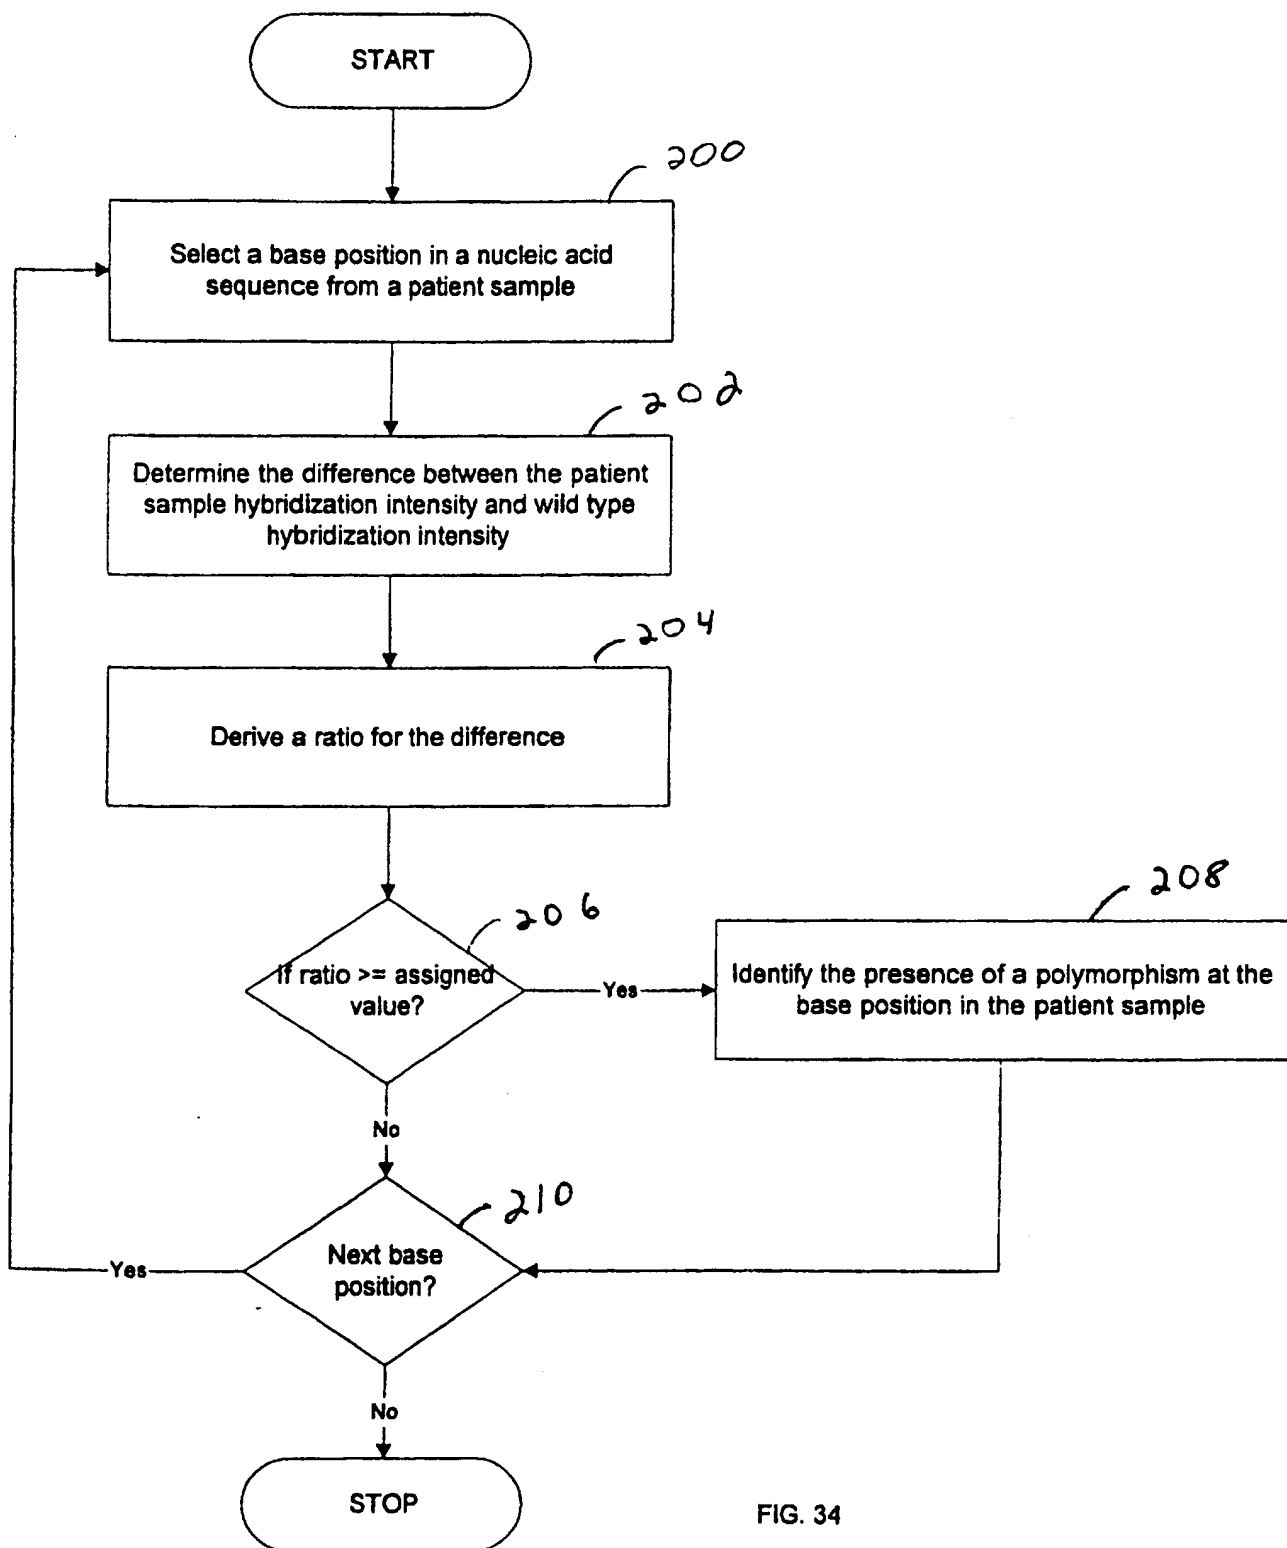 START
200
Select a base position in a nucleic acid
sequence from a patient sample
202
Determine the difference between the patient
sample hybridization intensity and wild type
hybridization intensity
204
Derive a ratio for the difference
206
If ratio >= assigned
value?
Yes
208
Identify the presence of a polymorphism at the
base position in the patient sample
No
210
Next base
position?
Yes
No
STOP
FIG. 34